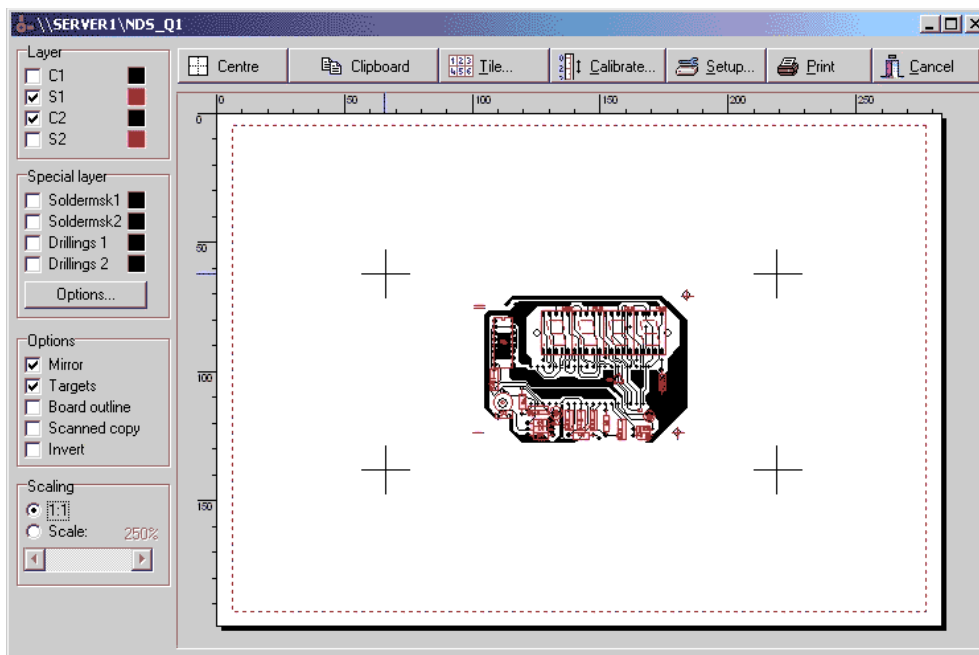 \\SERVER1\NDS_Q1
Layer
C1
S1
C2
S2
Special layer
Soldermsk1
Soldermsk2
Drillings 1
Drillings 2
Options...
Options
Mirror
Targets
Board outline
Scanned copy
Invert
Scaling
1:1
Scale: 250%
Centre Clipboard Tile... Calibrate... Setup... Print Cancel
0 50 100 150 200 250
0
50
100
150